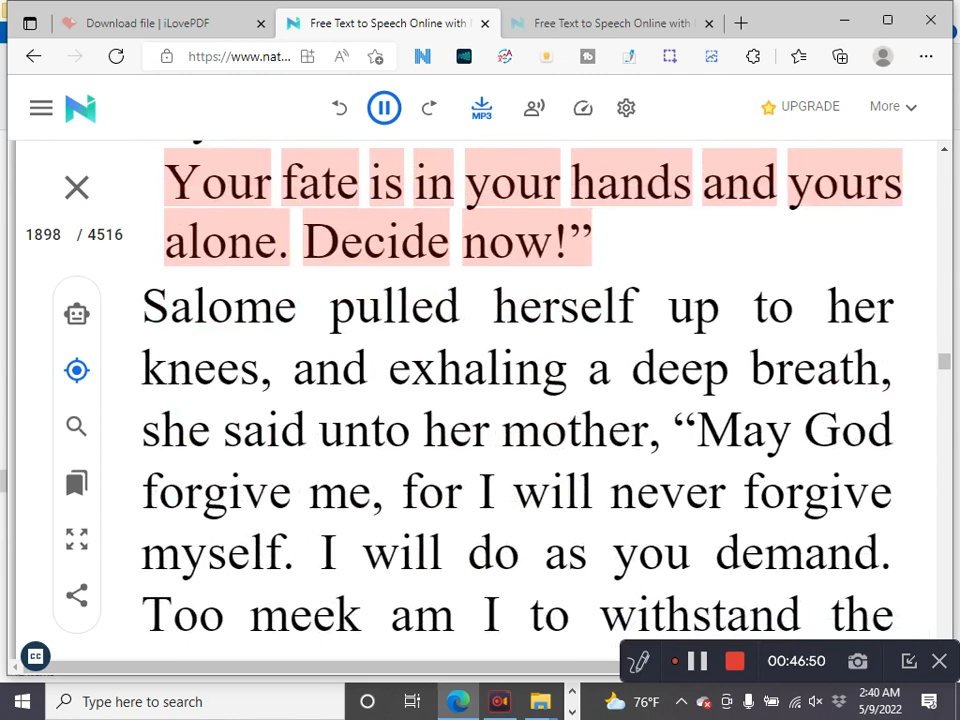 Download file | iLovePDF
Free Text to Speech Online with
Free Text to Speech Online with
https://www.nat...
MP3
UPGRADE
More
Your fate is in your hands and yours
alone. Decide now!”
1898 / 4516
Salome pulled herself up to her
knees, and exhaling a deep breath,
she said unto her mother, “May God
forgive me, for I will never forgive
myself. I will do as you demand.
Too meek am I to withstand the
CC
00:46:50
Type here to search
76°F
2:40 AM
5/9/2022